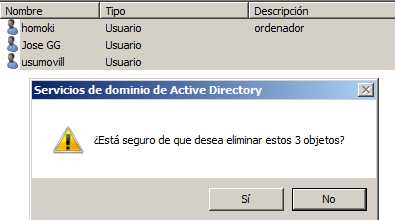 Nombre Tipo Descripción
homoki Usuario ordenador
Jose GG Usuario
usumovill Usuario
Servicios de dominio de Active Directory
¿Está seguro de que desea eliminar estos 3 objetos?
Sí No